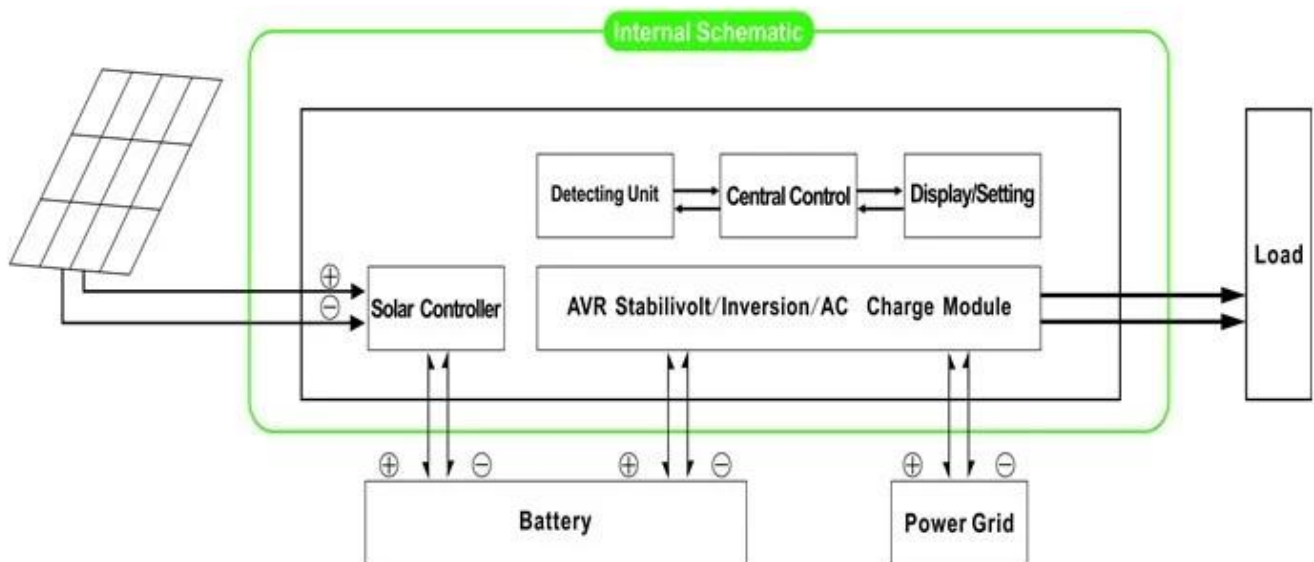 Internal Schematic
Detecting Unit
Central Control
Display/Setting
Load
⊕
⊖
Solar Controller
AVR Stabilivolt/Inversion/AC Charge Module
⊕ ⊖ ⊕ ⊖ ⊕ ⊖
Battery
Power Grid